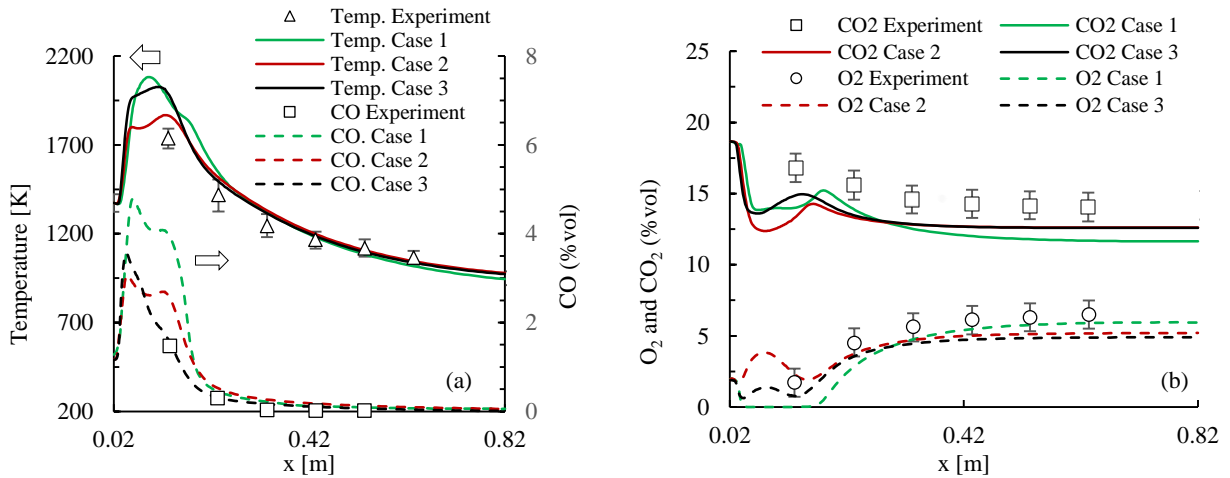 Temp. Experiment
Temp. Case 1
Temp. Case 2
Temp. Case 3
CO Experiment
CO. Case 1
CO. Case 2
CO. Case 3
2200
1700
1200
700
200
Temperature [K]
8
6
4
2
0
CO (%vol)
(a)
0.02
0.42
0.82
x [m]
CO2 Experiment
CO2 Case 1
CO2 Case 2
CO2 Case 3
O2 Experiment
O2 Case 1
O2 Case 2
O2 Case 3
25
20
15
10
5
0
O₂ and CO₂ (%vol)
(b)
0.02
0.42
0.82
x [m]